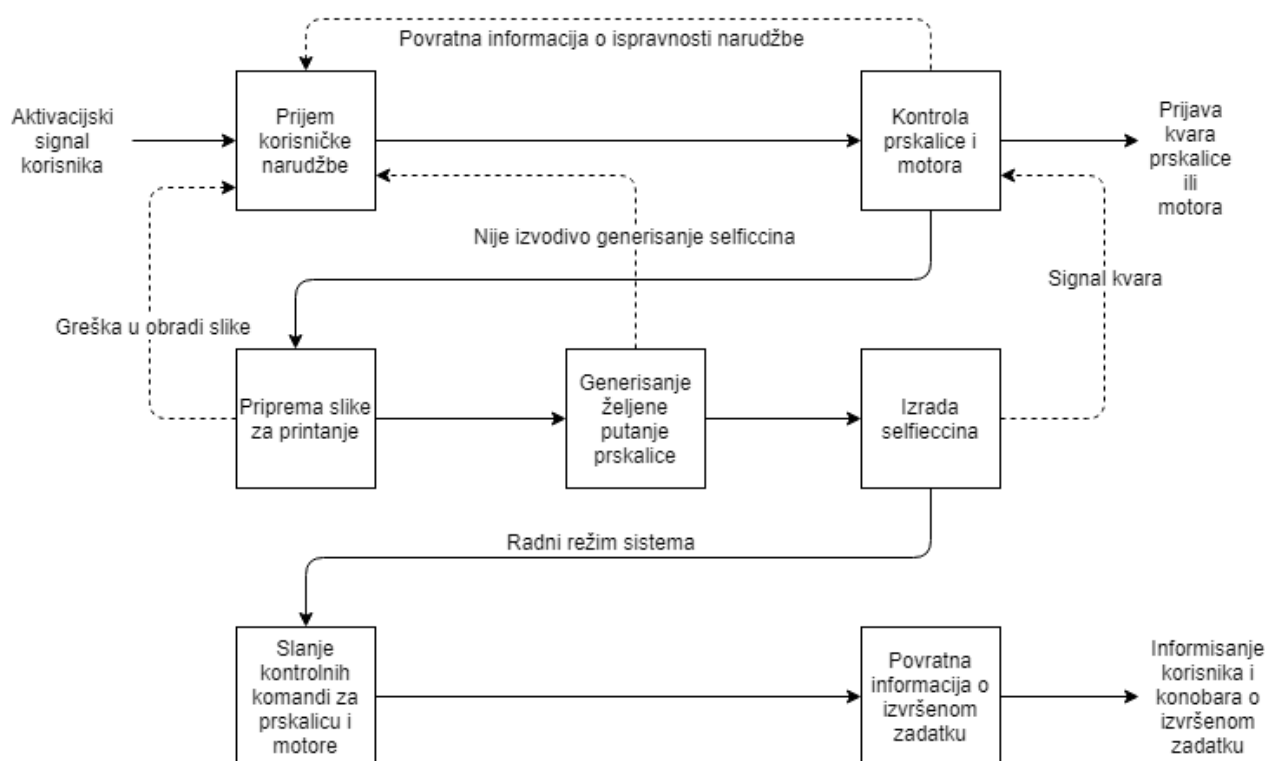 Povratna informacija o ispravnosti narudžbe
Aktivacijski
signal
korisnika
Prijem
korisničke
narudžbe
Kontrola
prskalice i
motora
Prijava
kvara
prskalice
ili
motora
Nije izvodivo generisanje selficcina
Signal kvara
Greška u obradi slike
Priprema slike
za printanje
Generisanje
željene
putanje
prskalice
Izrada
selfieccina
Radni režim sistema
Slanje
kontrolnih
komandi za
prskalicu i
motore
Povratna
informacija o
izvršenom
zadatku
Informisanje
korisnika i
konobara o
izvršenom
zadatku